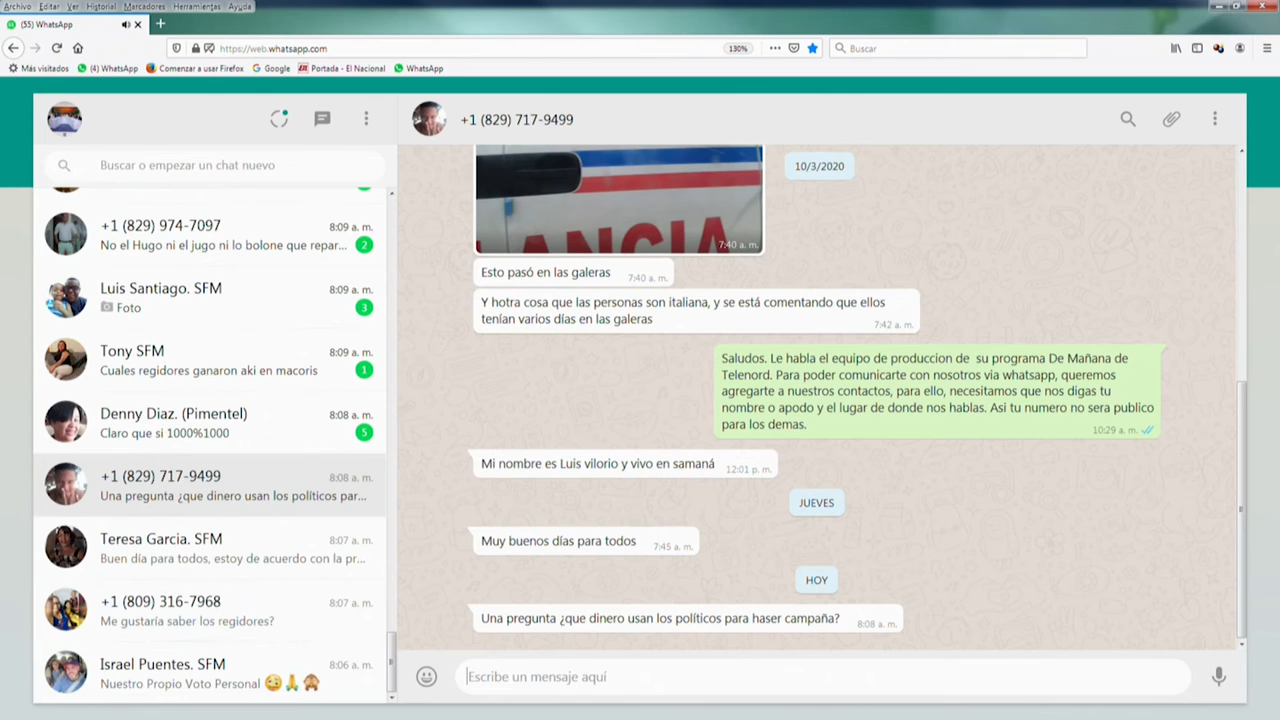 Archivo Editar Ver Historial Marcadores Herramientas Ayuda
(55) WhatsApp
https://web.whatsapp.com
130%
Buscar
Más visitados
(4) WhatsApp
Comenzar a usar Firefox
Google
Portada - El Nacional
WhatsApp
Buscar o empezar un chat nuevo
+1 (829) 974-7097
8:09 a. m.
No el Hugo ni el jugo ni lo bolone que repar...
2
Luis Santiago. SFM
8:09 a. m.
Foto
3
Tony SFM
8:09 a. m.
Cuales regidores ganaron aki en macoris
1
Denny Diaz. (Pimentel)
8:08 a. m.
Claro que si 1000%1000
5
+1 (829) 717-9499
8:08 a. m.
Una pregunta ¿que dinero usan los políticos par...
Teresa Garcia. SFM
8:07 a. m.
Buen día para todos, estoy de acuerdo con la pr...
+1 (809) 316-7968
8:07 a. m.
Me gustaría saber los regidores?
Israel Puentes. SFM
8:06 a. m.
Nuestro Propio Voto Personal 😉🙏🙈
+1 (829) 717-9499
10/3/2020
ANCIA
7:40 a. m.
Esto pasó en las galeras
7:40 a. m.
Y hotra cosa que las personas son italiana, y se está comentando que ellos
tenían varios días en las galeras
7:42 a. m.
Saludos. Le habla el equipo de produccion de su programa De Mañana de
Telenord. Para poder comunicarte con nosotros via whatsapp, queremos
agregarte a nuestros contactos, para ello, necesitamos que nos digas tu
nombre o apodo y el lugar de donde nos hablas. Asi tu numero no sera publico
para los demas.
10:29 a. m.
Mi nombre es Luis vilorio y vivo en samaná
12:01 p. m.
JUEVES
Muy buenos días para todos
7:45 a. m.
HOY
Una pregunta ¿que dinero usan los políticos para haser campaña?
8:08 a. m.
Escribe un mensaje aquí